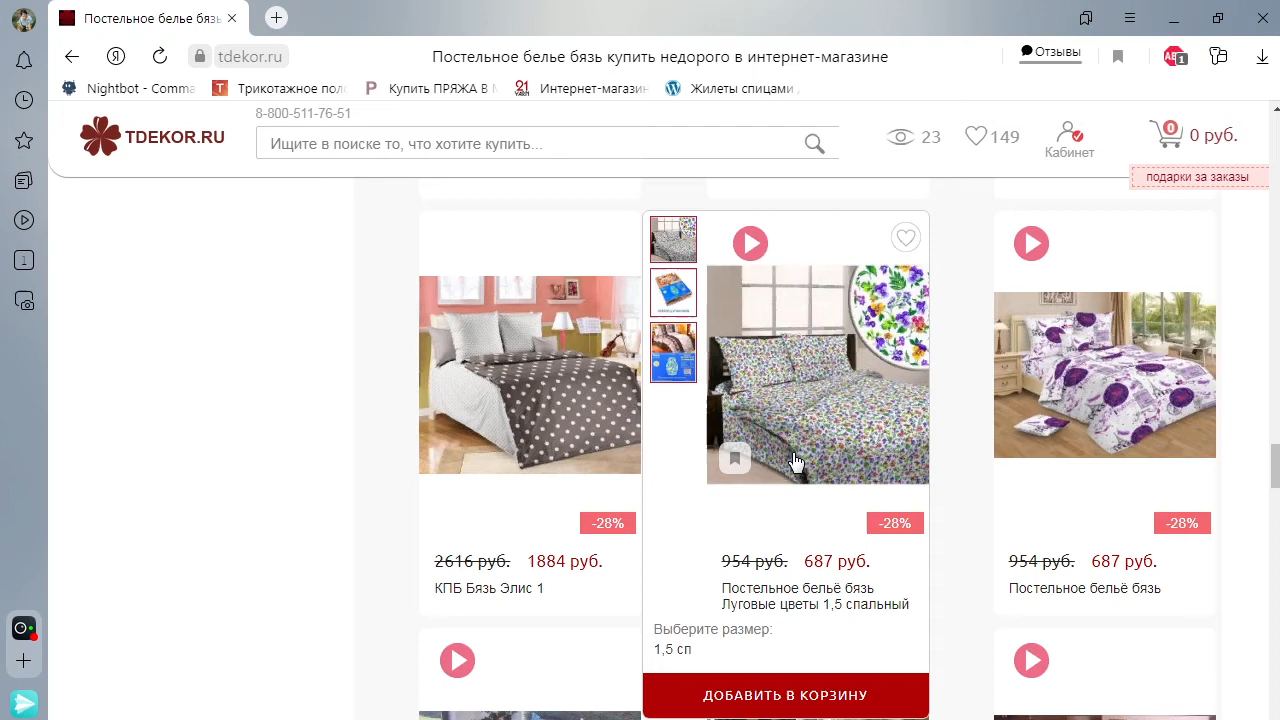 Постельное белье бязь
tdekor.ru
Постельное белье бязь купить недорого в интернет-магазине
Отзывы
1
Nightbot - Comma
Трикотажное пол
Купить ПРЯЖА В
Интернет-магазин
Жилеты спицами
TDEKOR.RU
8-800-511-76-51
Ищите в поиске то, что хотите купить...
23
149
Кабинет
0
0 руб.
подарки за заказы
1
-28%
-28%
-28%
2616 руб. 1884 руб.
954 руб. 687 руб.
954 руб. 687 руб.
КПБ Бязь Элис 1
Постельное бельё бязь
Луговые цветы 1,5 спальный
Постельное бельё бязь
Выберите размер:
1,5 сп
ДОБАВИТЬ В КОРЗИНУ